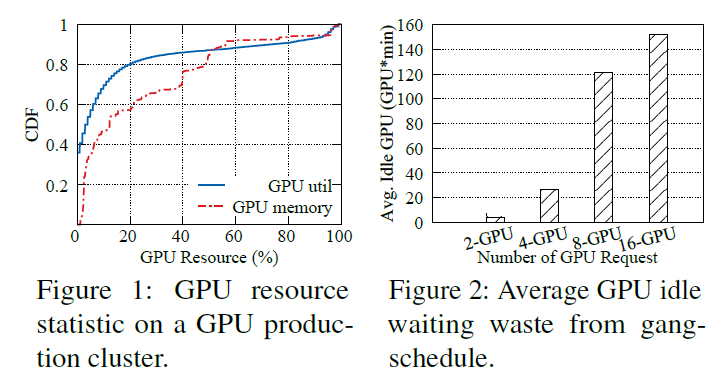 CDF
1
0.8
0.6
0.4
0.2
GPU util
GPU memory
0 20 40 60 80 100
GPU Resource (%)
Figure 1: GPU resource
statistic on a GPU produc-
tion cluster.
Avg. Idle GPU (GPU*min)
160
140
120
100
80
60
40
20
0
2-GPU 4-GPU 8-GPU 16-GPU
Number of GPU Request
Figure 2: Average GPU idle
waiting waste from gang-
schedule.